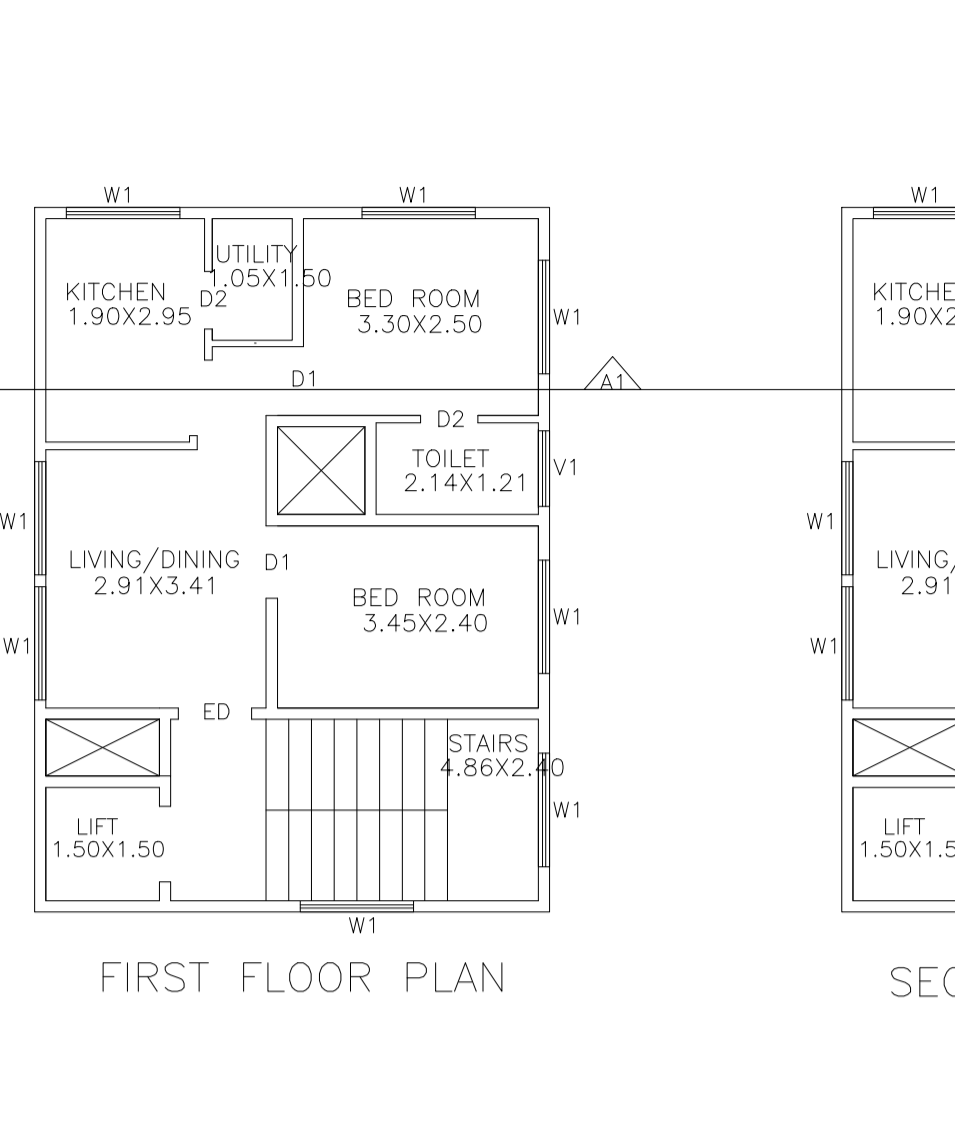 W1
W1
W1
UTILITY
1.05X1.50
KITCHEN
1.90X2.95
D2
BED ROOM
3.30X2.50
W1
KITCHE
1.90X2
D1
A1
D2
TOILET
2.14X1.21
V1
W1
W1
LIVING/DINING
2.91X3.41
D1
LIVING/
2.91
BED ROOM
3.45X2.40
W1
W1
W1
ED
STAIRS
4.86X2.40
W1
LIFT
1.50X1.50
LIFT
1.50X1.5
W1
FIRST FLOOR PLAN
SEC